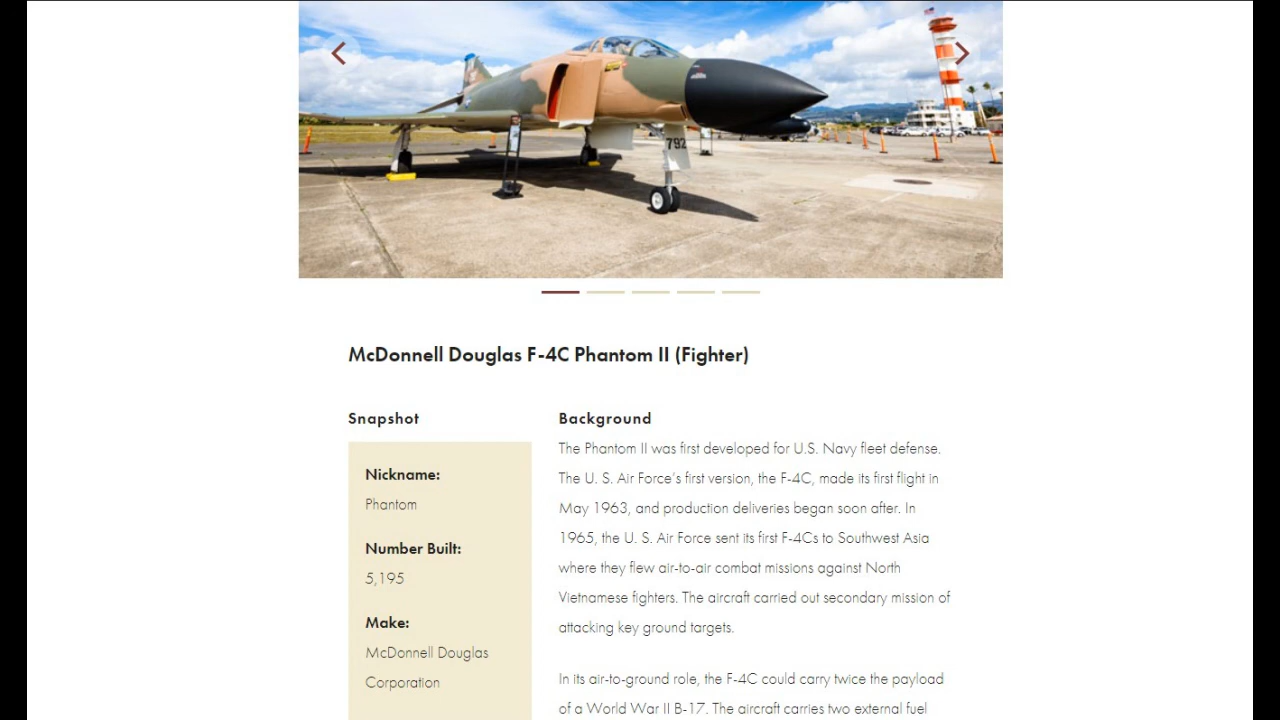 792
McDonnell Douglas F-4C Phantom II (Fighter)
Snapshot
Nickname:
Phantom
Number Built:
5,195
Make:
McDonnell Douglas
Corporation
Background
The Phantom II was first developed for U.S. Navy fleet defense.
The U. S. Air Force's first version, the F-4C, made its first flight in
May 1963, and production deliveries began soon after. In
1965, the U. S. Air Force sent its first F-4Cs to Southwest Asia
where they flew air-to-air combat missions against North
Vietnamese fighters. The aircraft carried out secondary mission of
attacking key ground targets.
In its air-to-ground role, the F-4C could carry twice the payload
of a World War II B-17. The aircraft carries two external fuel